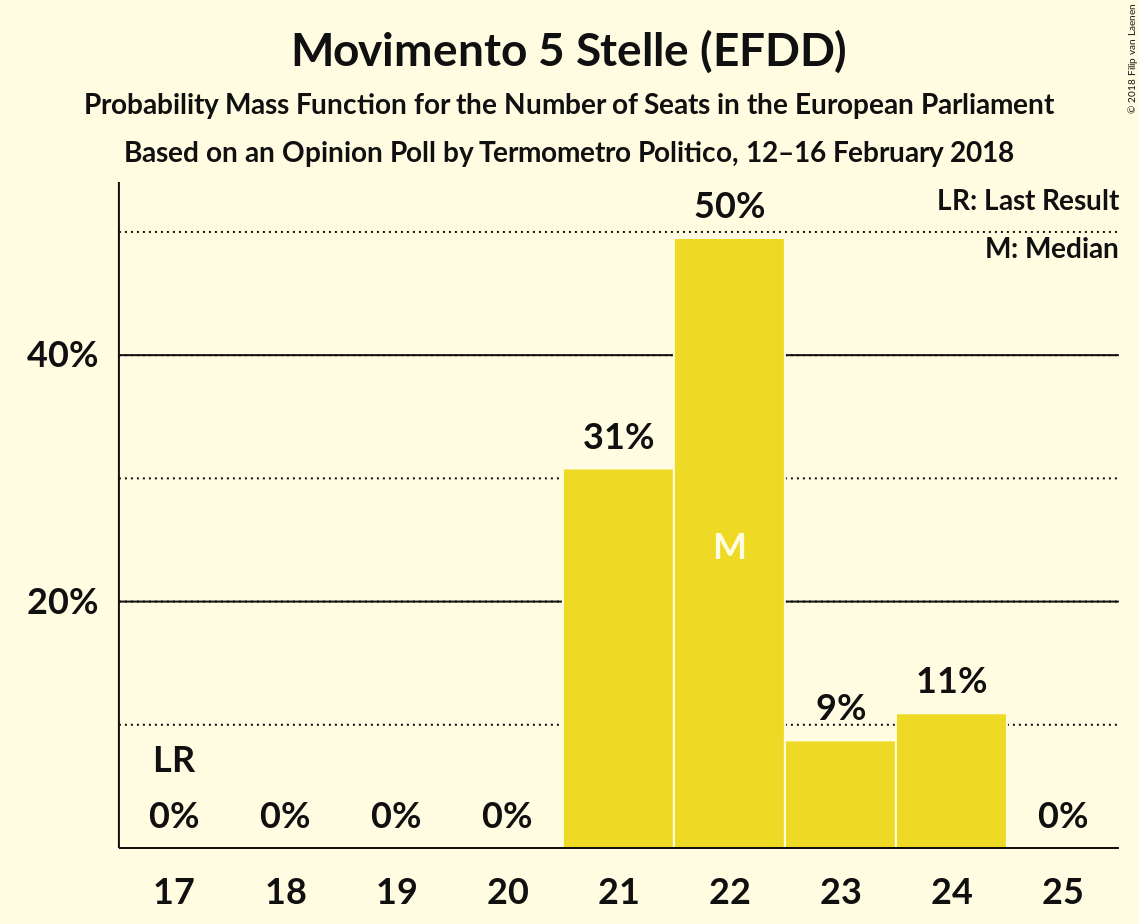 Movimento 5 Stelle (EFDD)
Probability Mass Function for the Number of Seats in the European Parliament
Based on an Opinion Poll by Termometro Politico, 12–16 February 2018
© 2018 Filip van Laenen
LR: Last Result
M: Median
50%
40%
31%
M
20%
11%
9%
LR
0% 0% 0% 0% 0%
17 18 19 20 21 22 23 24 25